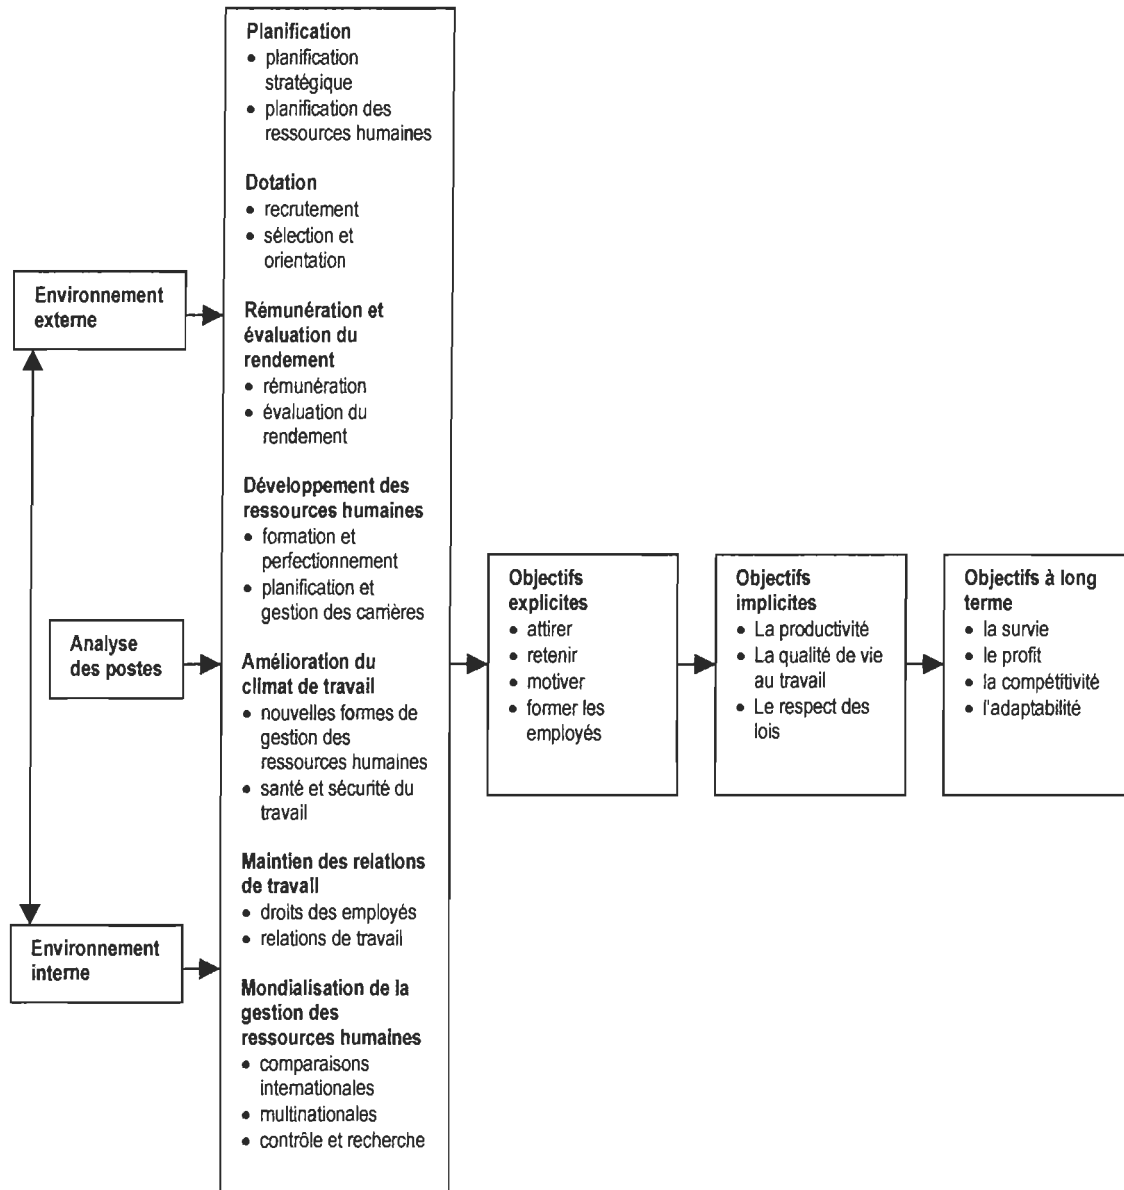 Planification
• planification
stratégique
• planification des
ressources humaines
Dotation
• recrutement
• sélection et
orientation
Rémunération et
évaluation du
rendement
• rémunération
• évaluation du
rendement
Développement des
ressources humaines
• formation et
perfectionnement
• planification et
gestion des carrières
Amélioration du
climat de travail
• nouvelles formes de
gestion des
ressources humaines
• santé et sécurité du
travail
Maintien des relations
de travail
• droits des employés
• relations de travail
Mondialisation de la
gestion des
ressources humaines
• comparaisons
internationales
• multinationales
• contrôle et recherche
Environnement
externe
Analyse
des postes
Environnement
interne
Objectifs
explicites
• attirer
• retenir
• motiver
• former les
employés
Objectifs
implicites
• La productivité
• La qualité de vie
au travail
• Le respect des
lois
Objectifs à long
terme
• la survie
• le profit
• la compétitivité
• l'adaptabilité